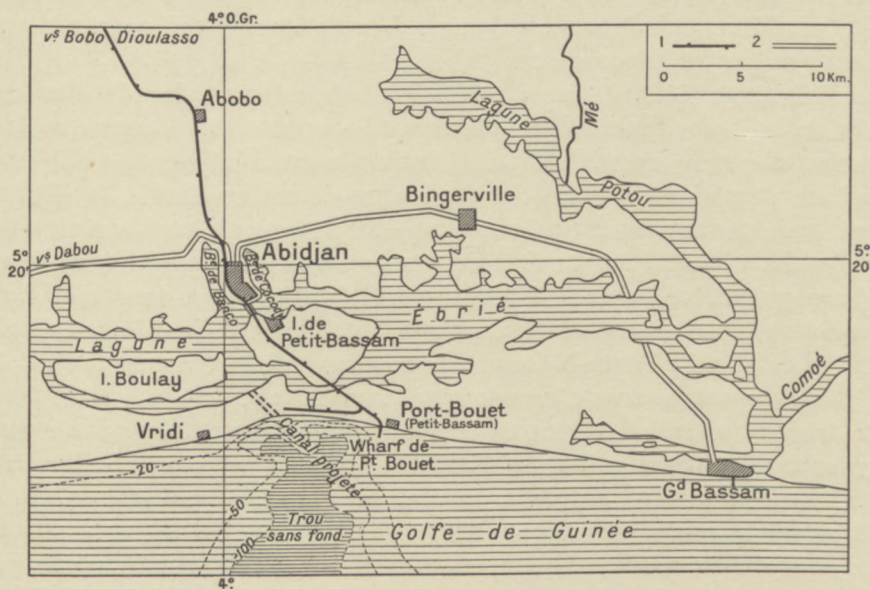 4° O. Gr.
vs. Bobo Dioulasso
1
2
0 5 10 Km.
Abobo
Lagune
Mé
Potou
Bingerville
5°
20'
vs. Dabou
Abidjan
5°
20'
Bie. de Banco
Bie. de Cocody
Ébrié
I. de
Petit-Bassam
Lagune
I. Boulay
Comoé
Port-Bouet
(Petit-Bassam)
Vridi
Canal projeté
Wharf de
Pt. Bouet
20
50
100
Gd. Bassam
Trou
sans fond
Golfe de Guinée
4°